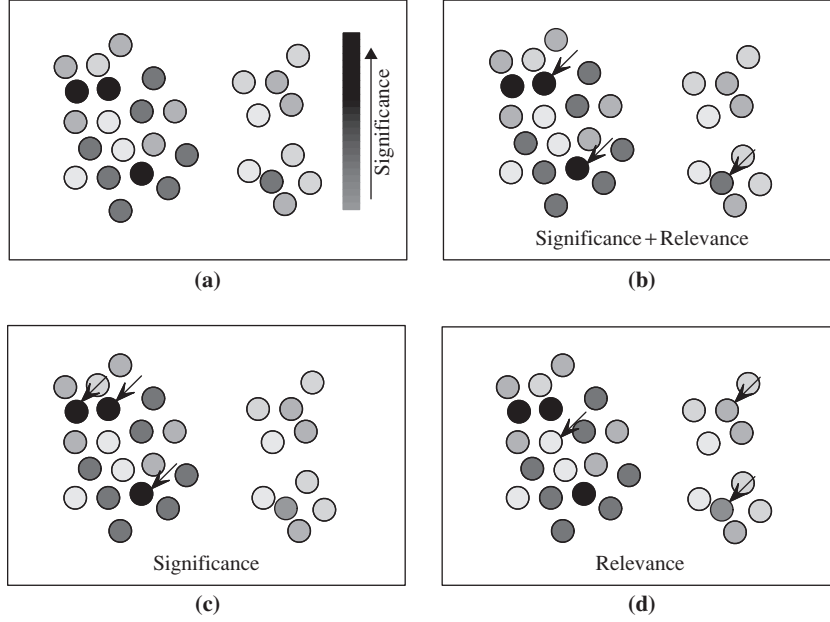 Significance
(a)
Significance + Relevance
(b)
Significance
(c)
Relevance
(d)